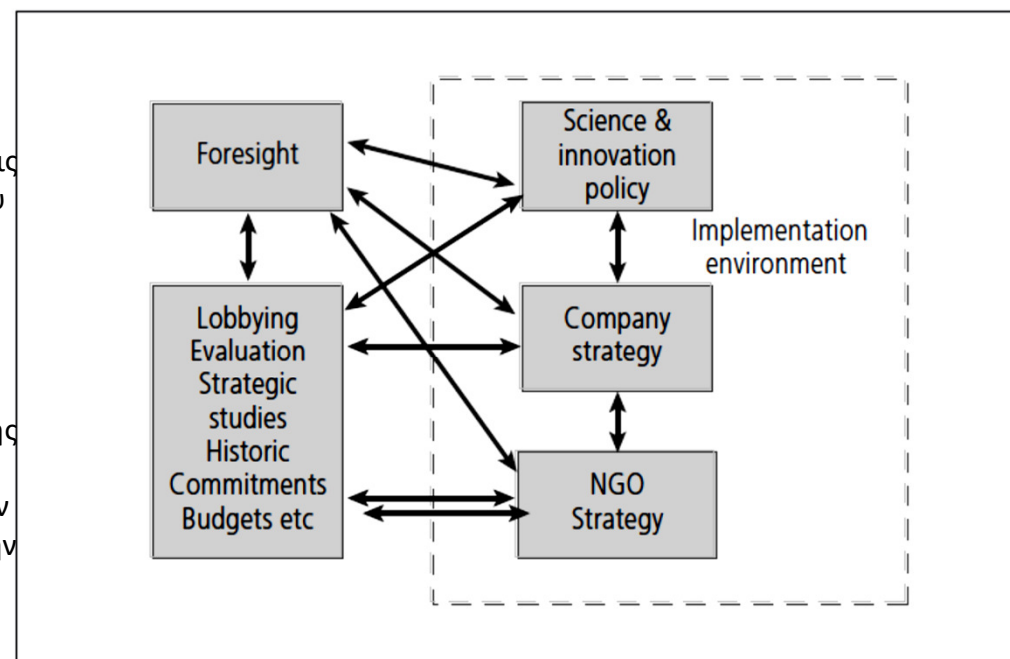 Foresight
Science &
innovation
policy
Implementation
environment
Lobbying
Evaluation
Strategic
studies
Historic
Commitments
Budgets etc
Company
strategy
NGO
Strategy